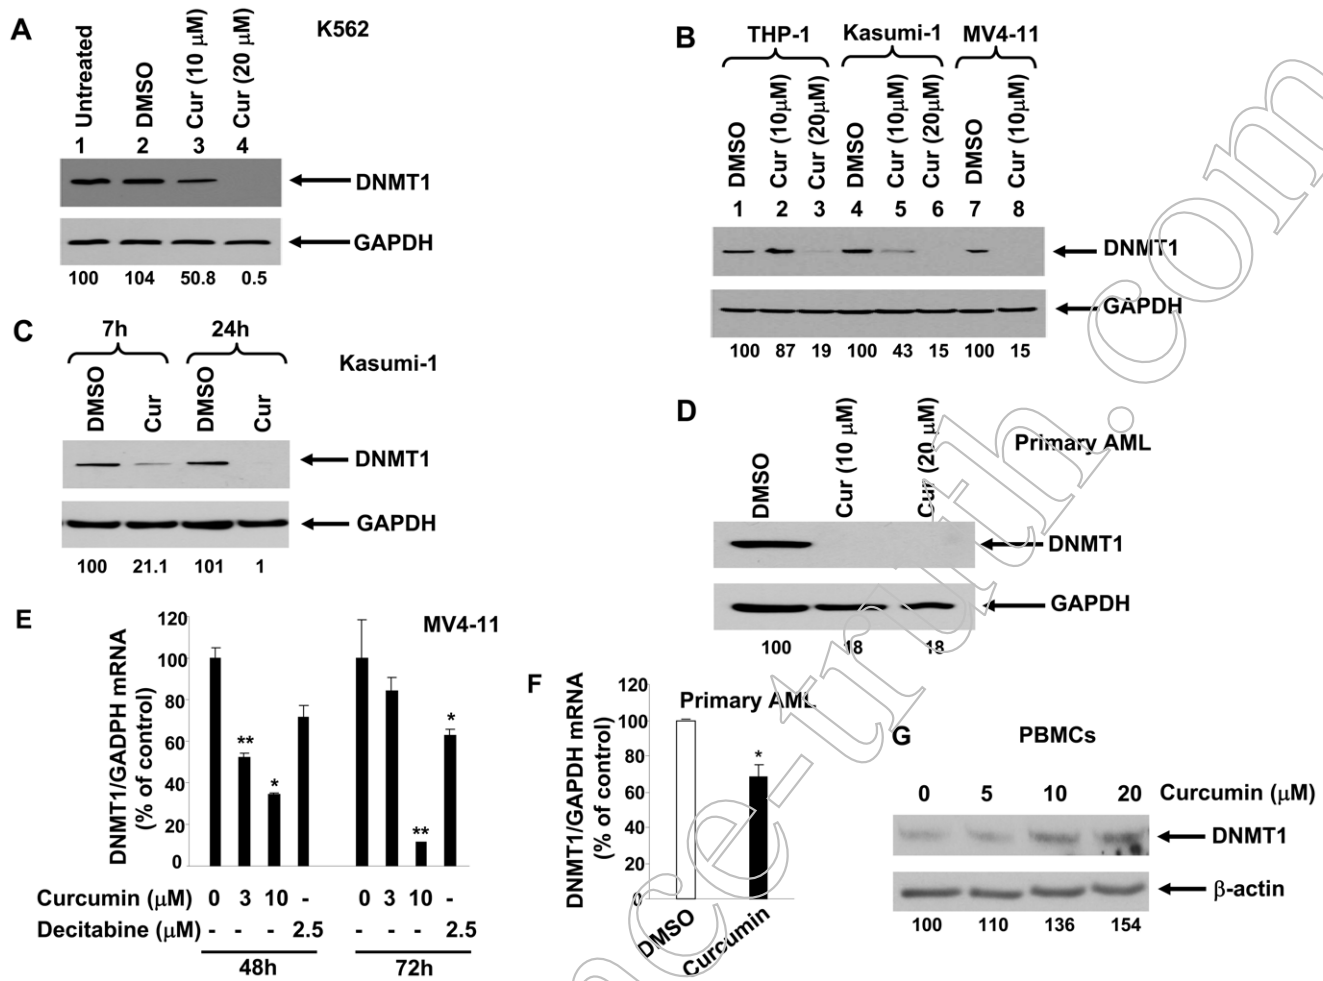 A
K562
Untreated
DMSO
Cur (10 μM)
Cur (20 μM)
1 2 3 4
DNMT1
GAPDH
100 104 50.8 0.5
B
THP-1 Kasumi-1 MV4-11
DMSO
Cur (10μM)
Cur (20μM)
DMSO
Cur (10μM)
Cur (20μM)
DMSO
Cur (10μM)
1 2 3 4 5 6 7 8
DNMT1
GAPDH
100 87 19 100 43 15 100 15
C
7h 24h
Kasumi-1
DMSO
Cur
DMSO
Cur
DNMT1
GAPDH
100 21.1 101 1
D
DMSO
Cur (10 μM)
Cur (20 μM)
Primary AML
DNMT1
GAPDH
100 18 18
E
MV4-11
DNMT1/GADPH mRNA
(% of control)
120
100
80
60
40
20
0
** * ** *
Curcumin (μM) 0 3 10 - 0 3 10 -
Decitabine (μM) - - - 2.5 - - - 2.5
48h 72h
F
Primary AML
DNMT1/GAPDH mRNA
(% of control)
120
100
80
60
40
20
0
*
DMSO
Curcumin
G
PBMCs
0 5 10 20 Curcumin (μM)
DNMT1
β-actin
100 110 136 154
ce-truth.com